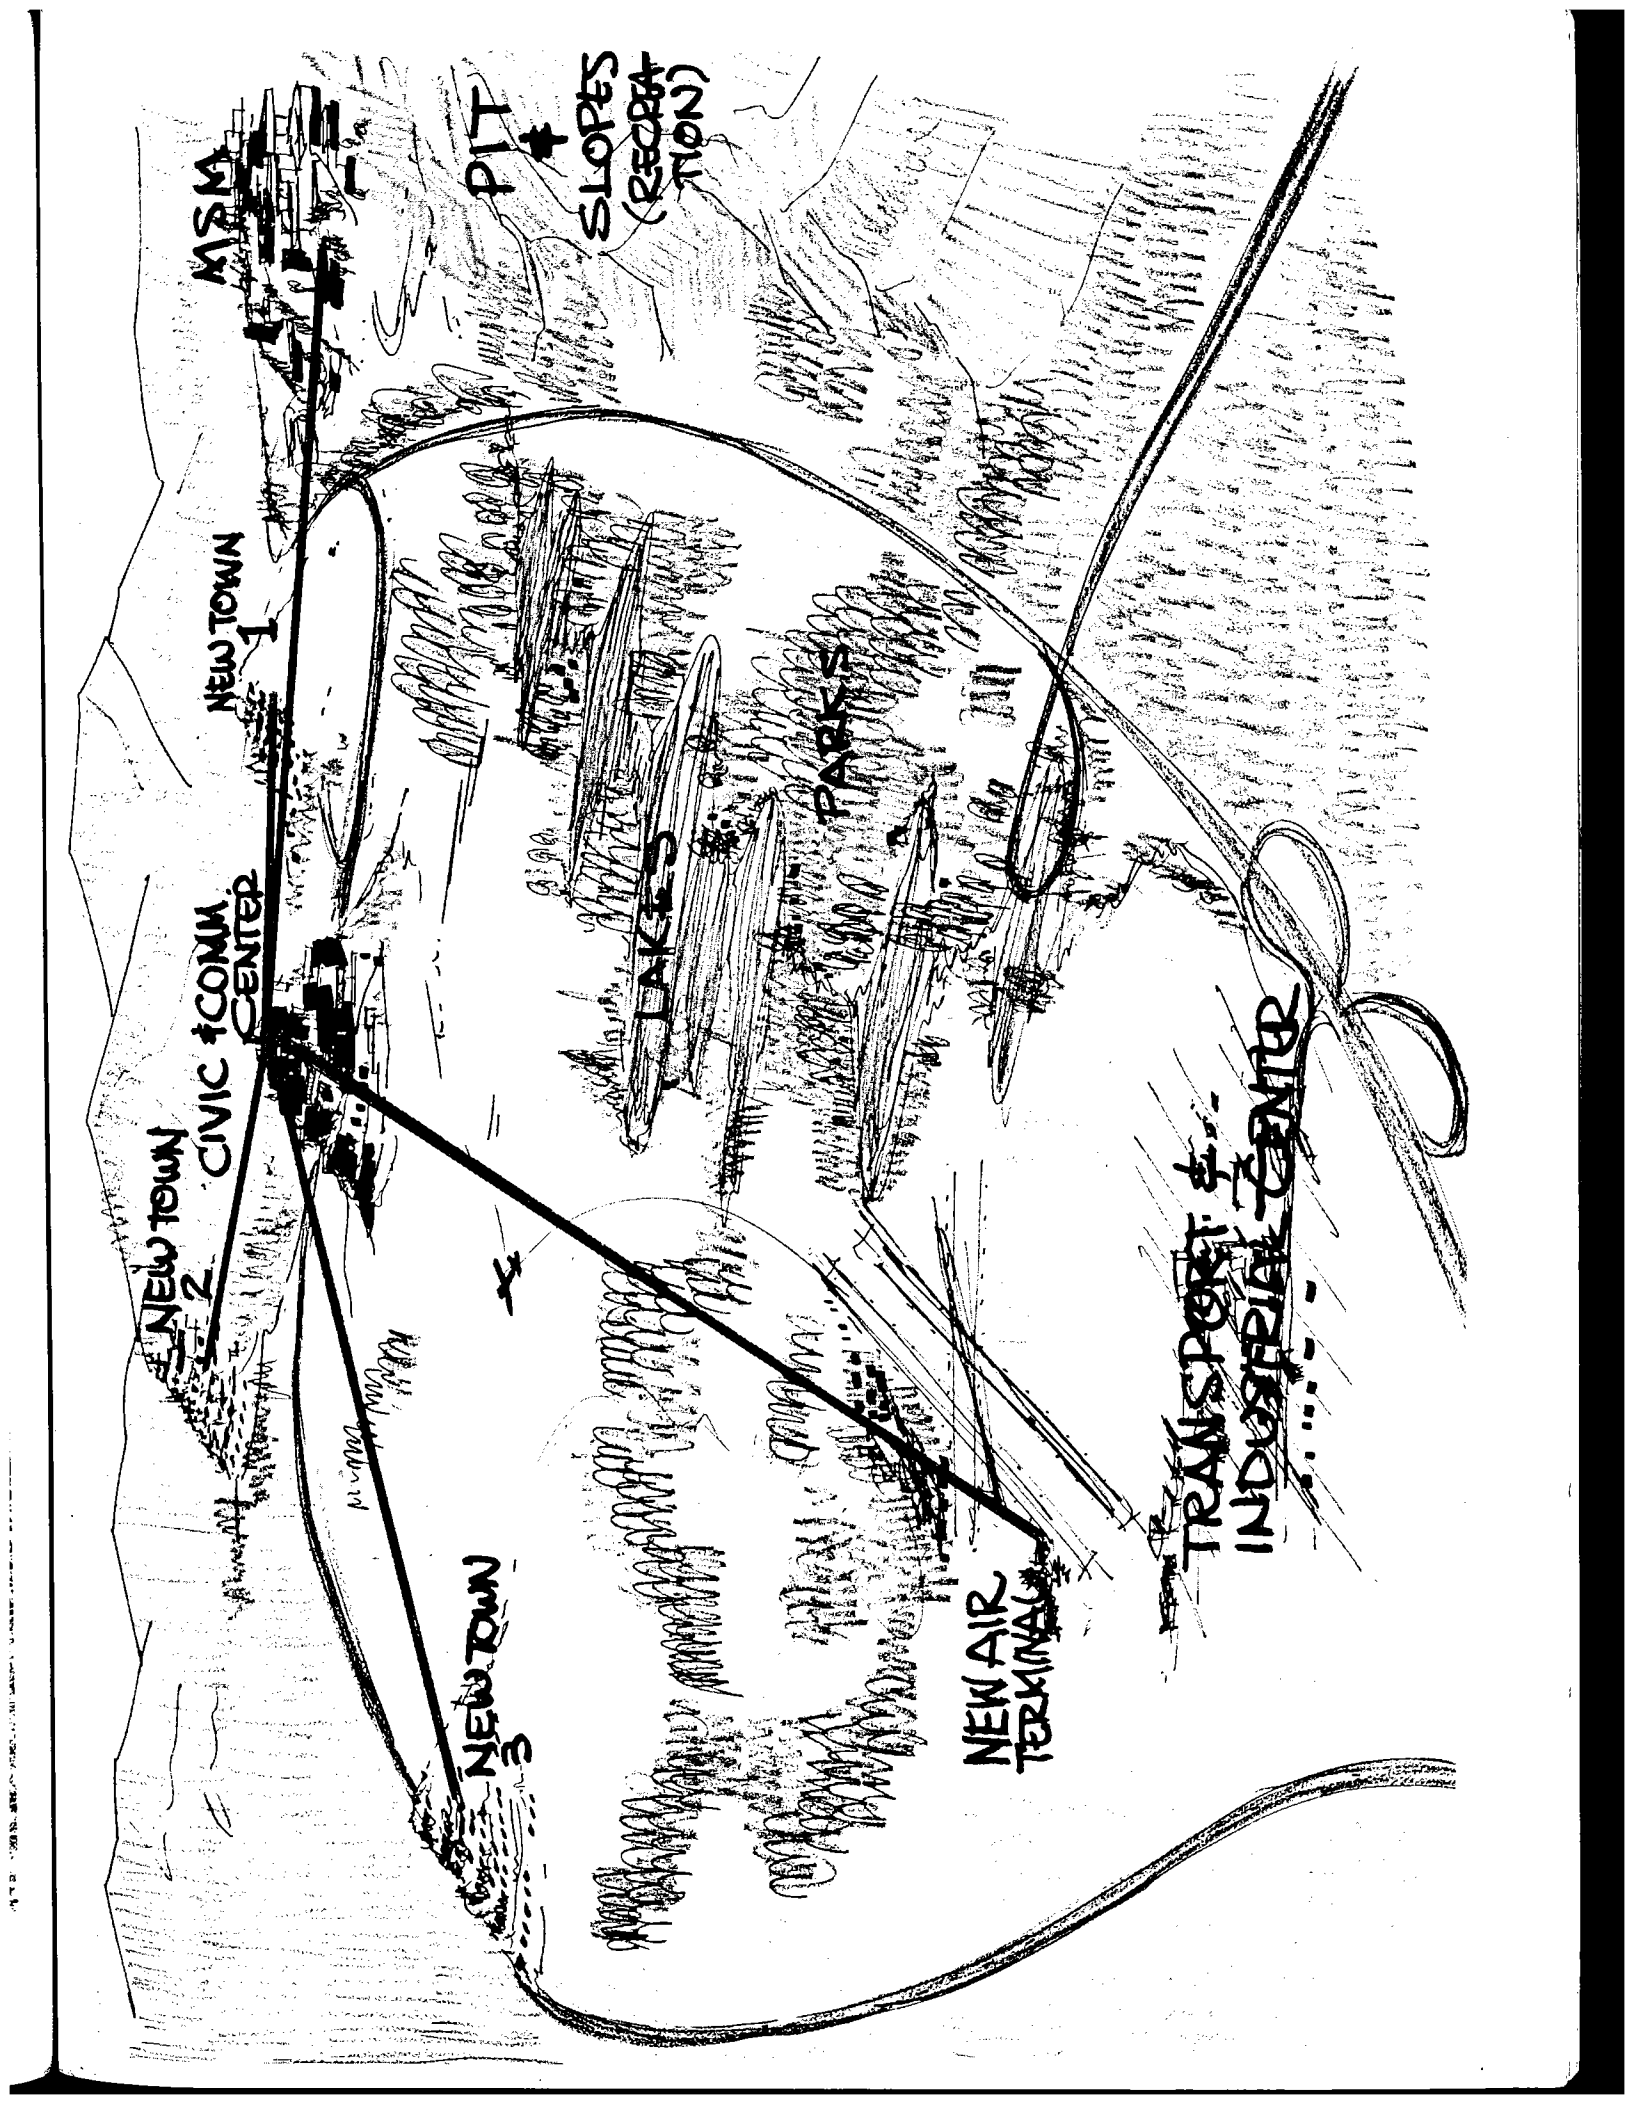 NEW TOWN
2
CIVIC & COMM.
CENTER
NEW TOWN
1
MSM
PIT
&
SLOPES
(RECREA
TION)
NEW TOWN
3
LAKES
PARKS
NEW AIR
TERMINAL
TRANSPORT. &
INDUSTRIAL CENTER